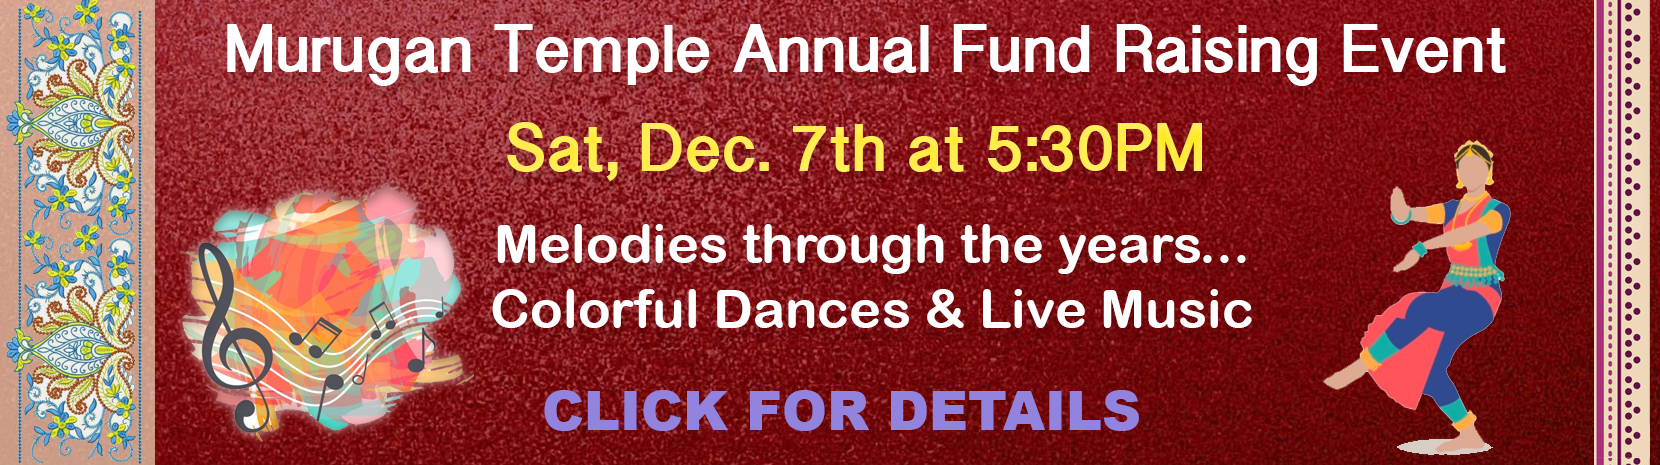 Murugan Temple Annual Fund Raising Event
Sat, Dec. 7th at 5:30PM
Melodies through the years...
Colorful Dances & Live Music
CLICK FOR DETAILS